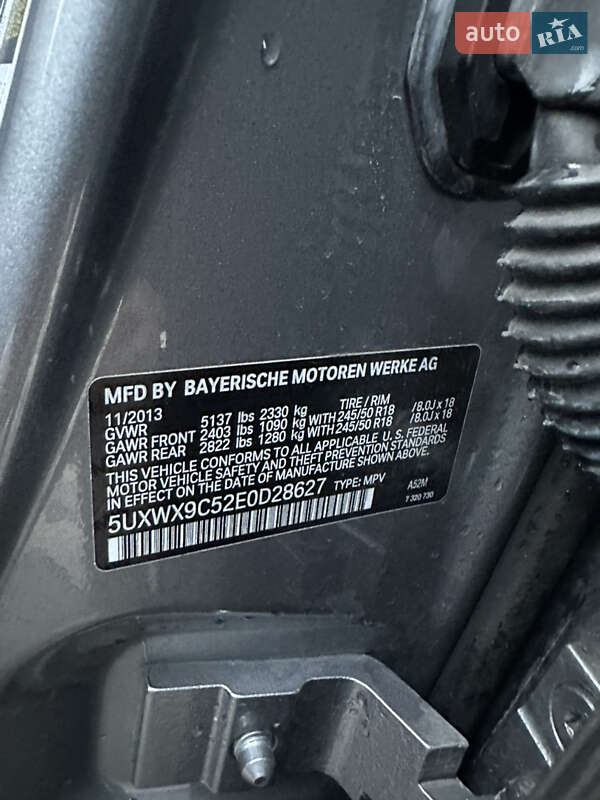 auto RIA .com
MFD BY BAYERISCHE MOTOREN WERKE AG
11/2013 TIRE / RIM
GVWR 5137 lbs 2330 kg
GAWR FRONT 2403 lbs 1090 kg WITH 245/50 R18 /8.0J x 18
GAWR REAR 2822 lbs 1280 kg WITH 245/50 R18 /8.0J x 18
THIS VEHICLE CONFORMS TO ALL APPLICABLE U.S. FEDERAL
MOTOR VEHICLE SAFETY AND THEFT PREVENTION STANDARDS
IN EFFECT ON THE DATE OF MANUFACTURE SHOWN ABOVE.
5UXWX9C52E0D28627 TYPE: MPV A52M
7 320 730